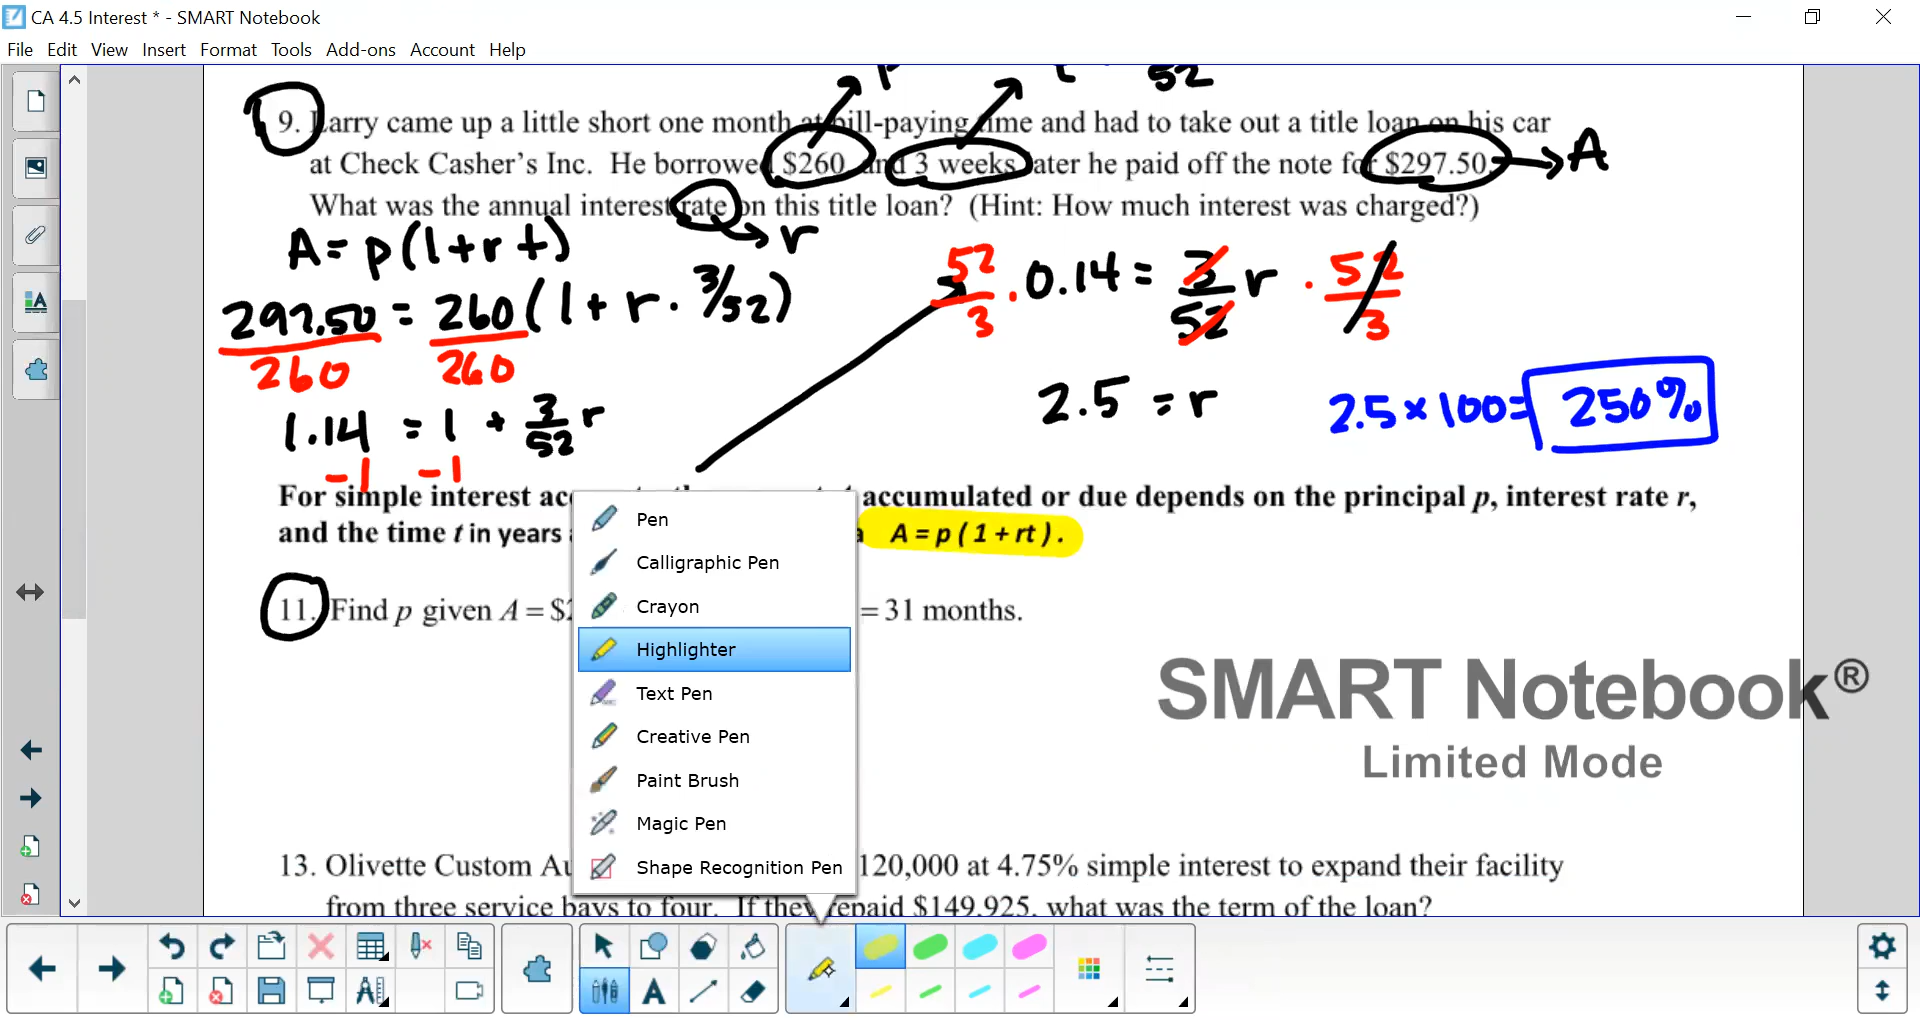 CA 4.5 Interest * - SMART Notebook
File Edit View Insert Format Tools Add-ons Account Help
52
9. Larry came up a little short one month at bill-paying time and had to take out a title loan on his car
at Check Casher's Inc. He borrowed $260 and 3 weeks later he paid off the note for $297.50. → A
What was the annual interest rate on this title loan? (Hint: How much interest was charged?)
→ r
A = p(1 + r t)
297.50 = 260 (1 + r · 3/52)
260 260
1.14 = 1 + 3/52 r
-1 -1
52/3 · 0.14 = 3/52 r · 52/3
2.5 = r
2.5 × 100 = 250%
For simple interest acc accumulated or due depends on the principal p, interest rate r,
and the time t in years A = p ( 1 + rt ) .
11. Find p given A = $ = 31 months.
Pen
Calligraphic Pen
Crayon
Highlighter
Text Pen
Creative Pen
Paint Brush
Magic Pen
Shape Recognition Pen
SMART Notebook®
Limited Mode
13. Olivette Custom Au 120,000 at 4.75% simple interest to expand their facility
from three service bays to four. If they repaid $149,925, what was the term of the loan?